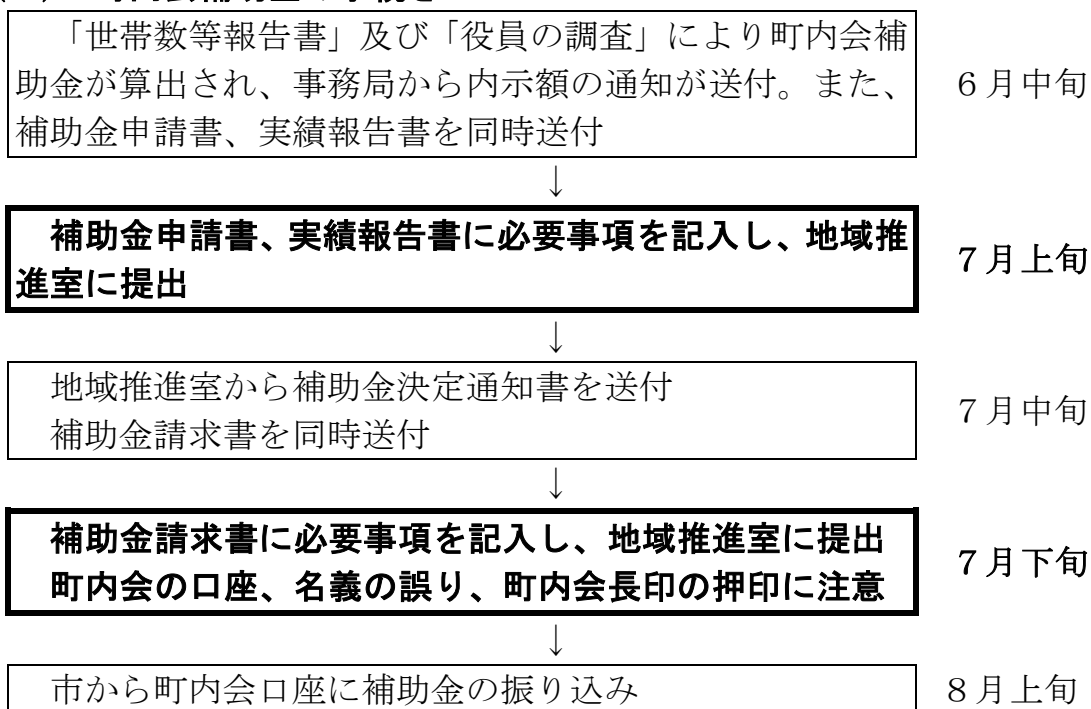 「世帯数等報告書」及び「役員の調査」により町内会補
助金が算出され、事務局から内示額の通知が送付。また、
補助金申請書、実績報告書を同時送付
６月中旬
↓
補助金申請書、実績報告書に必要事項を記入し、地域推
進室に提出
７月上旬
↓
地域推進室から補助金決定通知書を送付
補助金請求書を同時送付
７月中旬
↓
補助金請求書に必要事項を記入し、地域推進室に提出
町内会の口座、名義の誤り、町内会長印の押印に注意
７月下旬
↓
市から町内会口座に補助金の振り込み
８月上旬